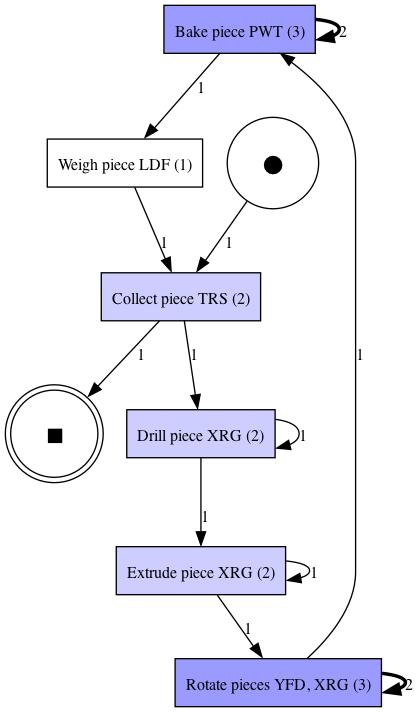 Bake piece PWT (3)
2
1
Weigh piece LDF (1)
1
1
Collect piece TRS (2)
1
1
Drill piece XRG (2)
1
1
1
Extrude piece XRG (2)
1
1
Rotate pieces YFD, XRG (3)
2